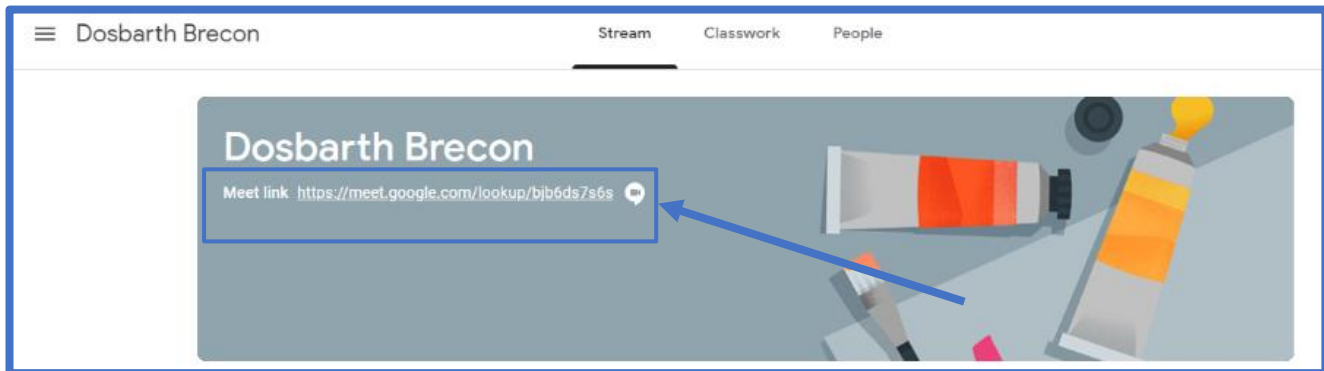 Dosbarth Brecon Stream Classwork People
Dosbarth Brecon
Meet link https://meet.google.com/lookup/bjb6ds7s6s